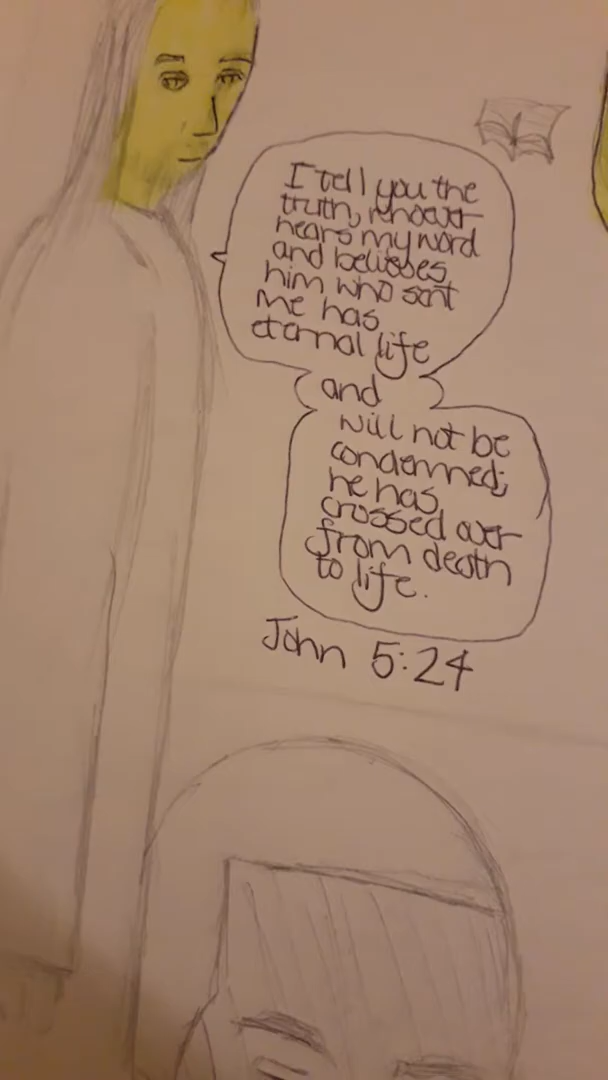 I tell you the
truth, whoever
hears my word
and believes
him who sent
me has
eternal life
and
will not be
condemned;
he has
crossed over
from death
to life.
John 5:24